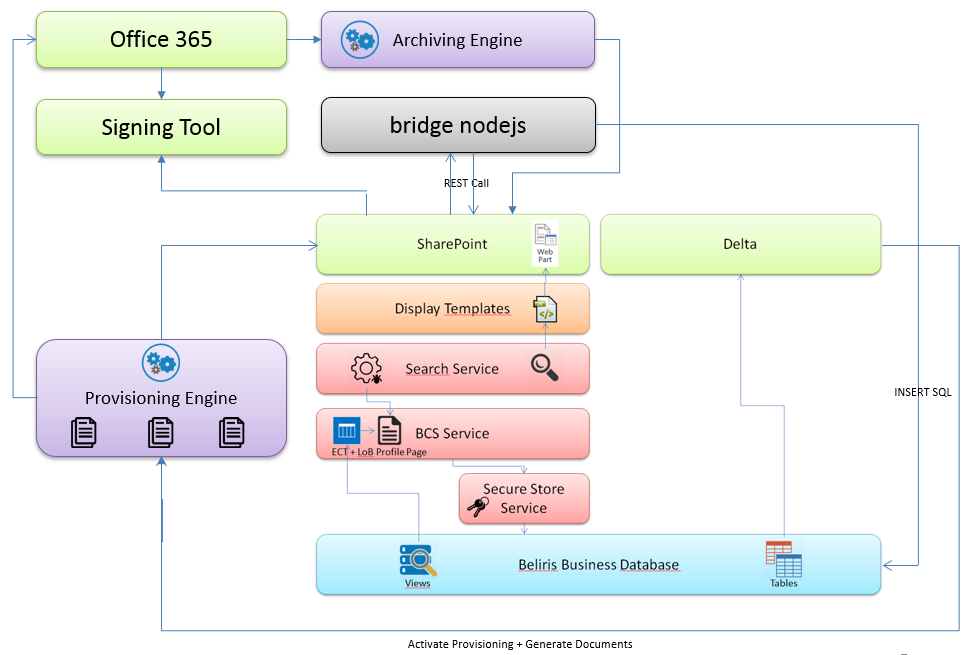 Office 365
Archiving Engine
Signing Tool
bridge nodejs
REST Call
SharePoint
Web
Part
Delta
Display Templates
Search Service
Provisioning Engine
INSERT SQL
BCS Service
ECT + LoB Profile Page
Secure Store
Service
Beliris Business Database
Views
Tables
Activate Provisioning + Generate Documents